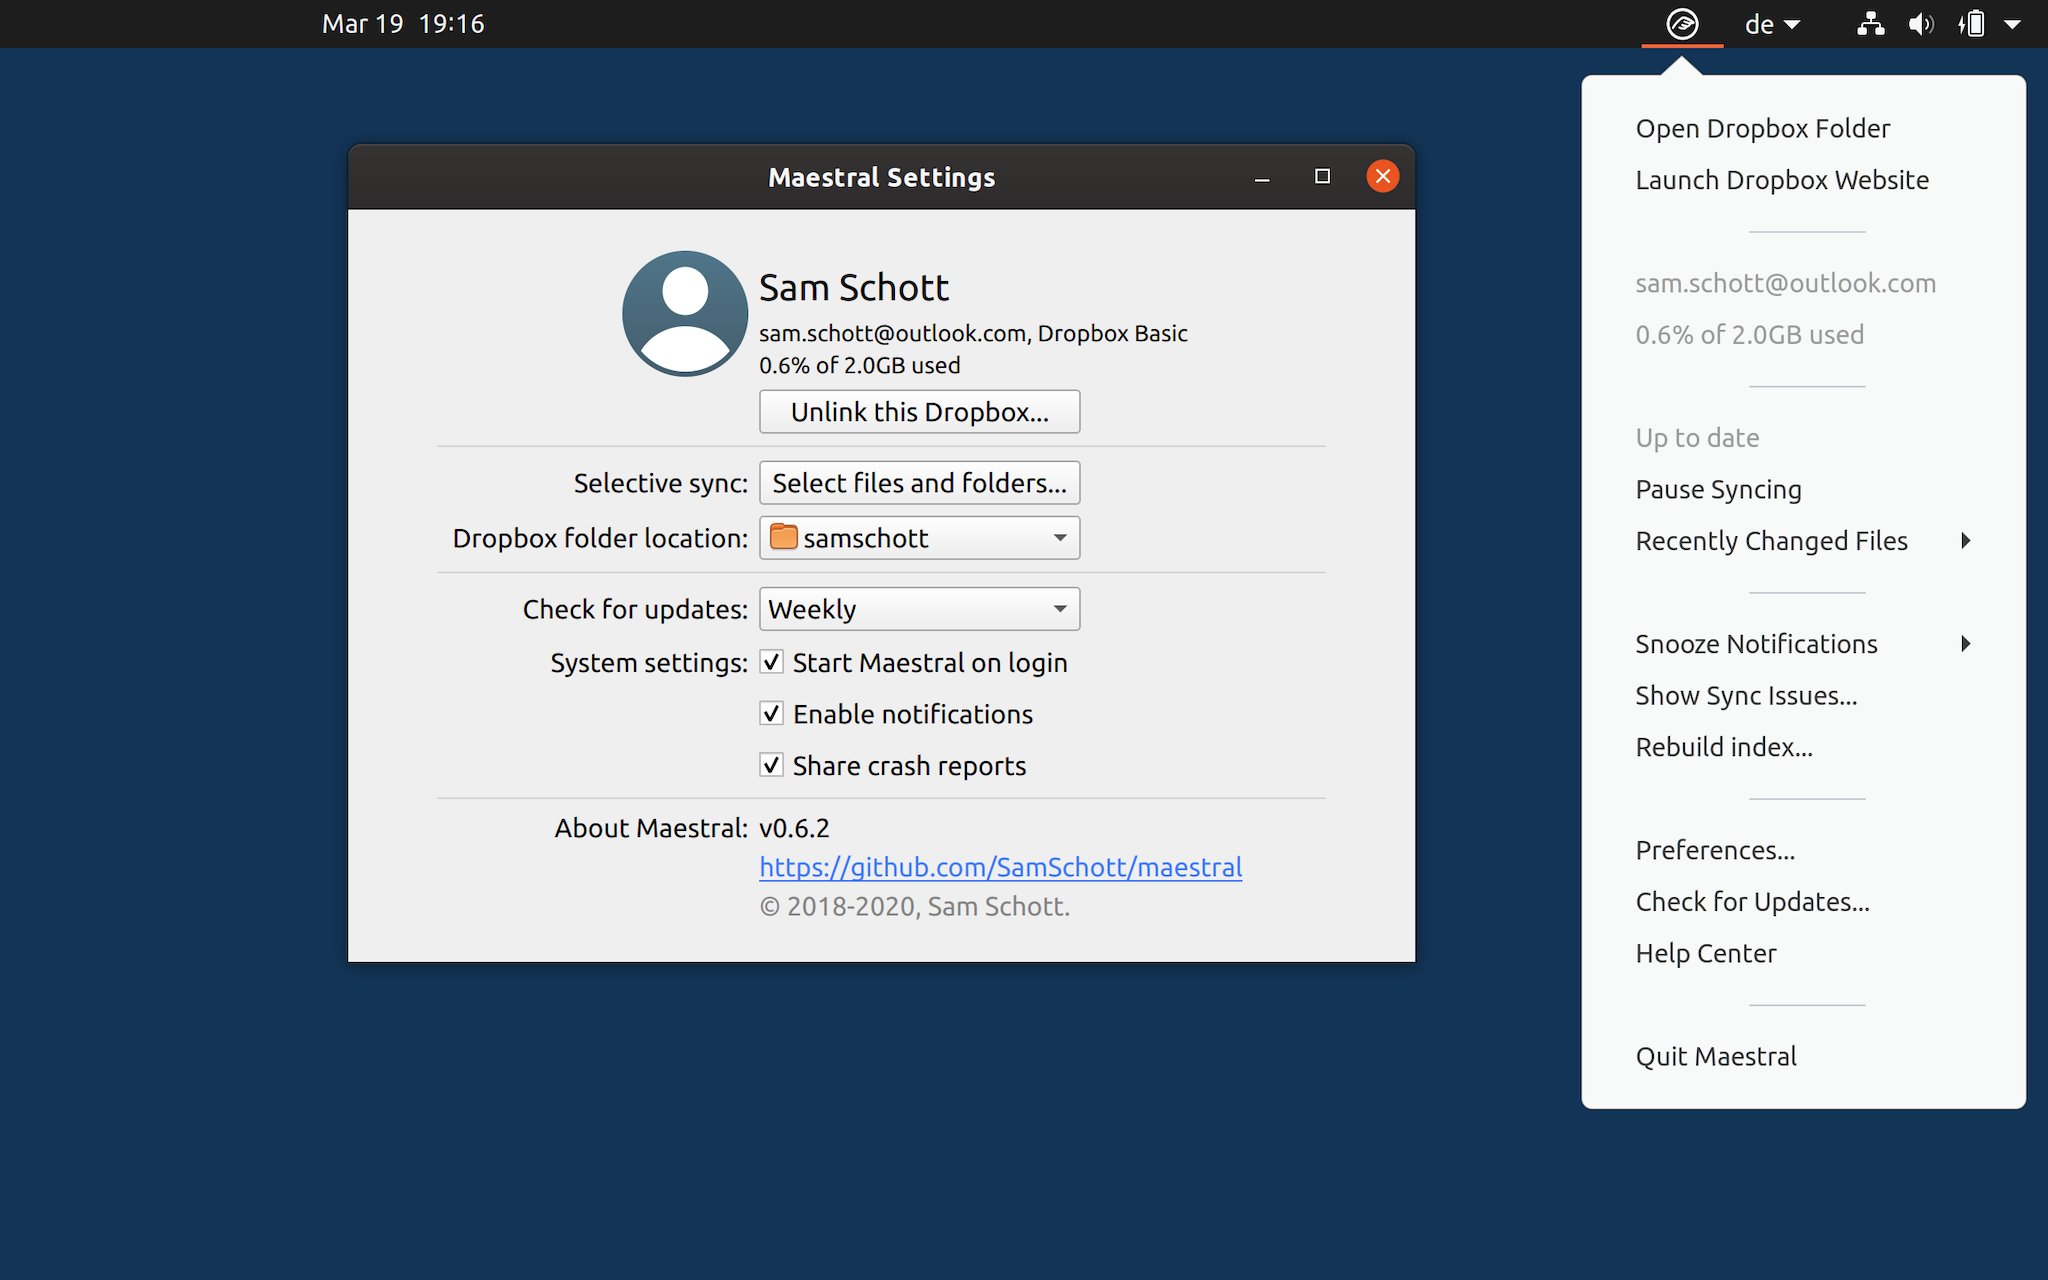 Mar 19 19:16
de
Maestral Settings
Sam Schott
sam.schott@outlook.com, Dropbox Basic
0.6% of 2.0GB used
Unlink this Dropbox...
Selective sync: Select files and folders...
Dropbox folder location: samschott
Check for updates: Weekly
System settings: Start Maestral on login
Enable notifications
Share crash reports
About Maestral: v0.6.2
https://github.com/SamSchott/maestral
© 2018-2020, Sam Schott.
Open Dropbox Folder
Launch Dropbox Website
sam.schott@outlook.com
0.6% of 2.0GB used
Up to date
Pause Syncing
Recently Changed Files
Snooze Notifications
Show Sync Issues...
Rebuild index...
Preferences...
Check for Updates...
Help Center
Quit Maestral